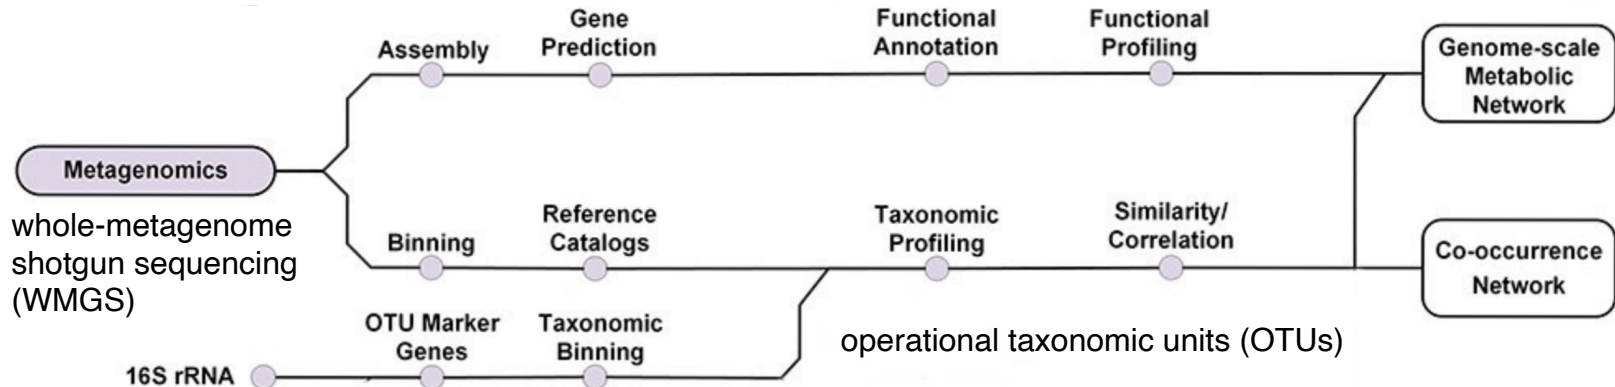 Functional
Annotation
Functional
Profiling
Gene
Prediction
Assembly
Genome-scale
Metabolic
Network
Metagenomics
whole-metagenome
shotgun sequencing
(WMGS)
Binning
Reference
Catalogs
Taxonomic
Profiling
Similarity/
Correlation
Co-occurrence
Network
OTU Marker
Genes
Taxonomic
Binning
operational taxonomic units (OTUs)
16S rRNA